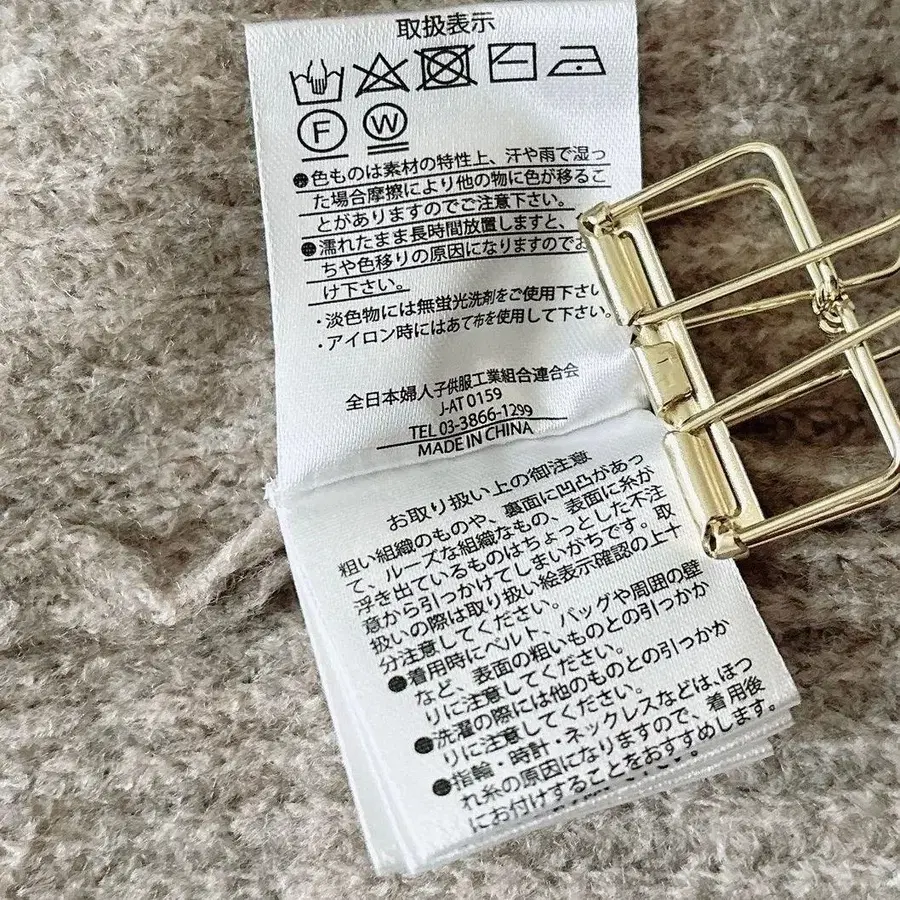 取扱表示
F W
●色ものは素材の特性上、汗や雨で湿っ
た場合摩擦により他の物に色が移るこ
とがありますのでご注意下さい。
●濡れたまま長時間放置しますと、
ちや色移りの原因になりますのでお
け下さい。
・淡色物には無蛍光洗剤をご使用下さい
・アイロン時にはあて布を使用して下さい。
全日本婦人子供服工業組合連合会
J-AT 0159
TEL 03-3866-1299
MADE IN CHINA
お取り扱い上の御注意
粗い組織のものや、裏面に凹凸があっ
て、ルーズな組織なもの、表面に糸が
浮き出ているものはちょっとした不注
意から引っかけてしまいがちです。取
扱いの際は取り扱い絵表示確認の上十
分注意してください。
●着用時にベルト、バッグや周囲の壁
など、表面の粗いものとの引っかか
りに注意してください。
●洗濯の際には他のものとの引っかか
りに注意してください。
●指輪・時計・ネックレスなどは、ほつ
れ糸の原因になりますので、着用後
にお付けすることをおすすめします。